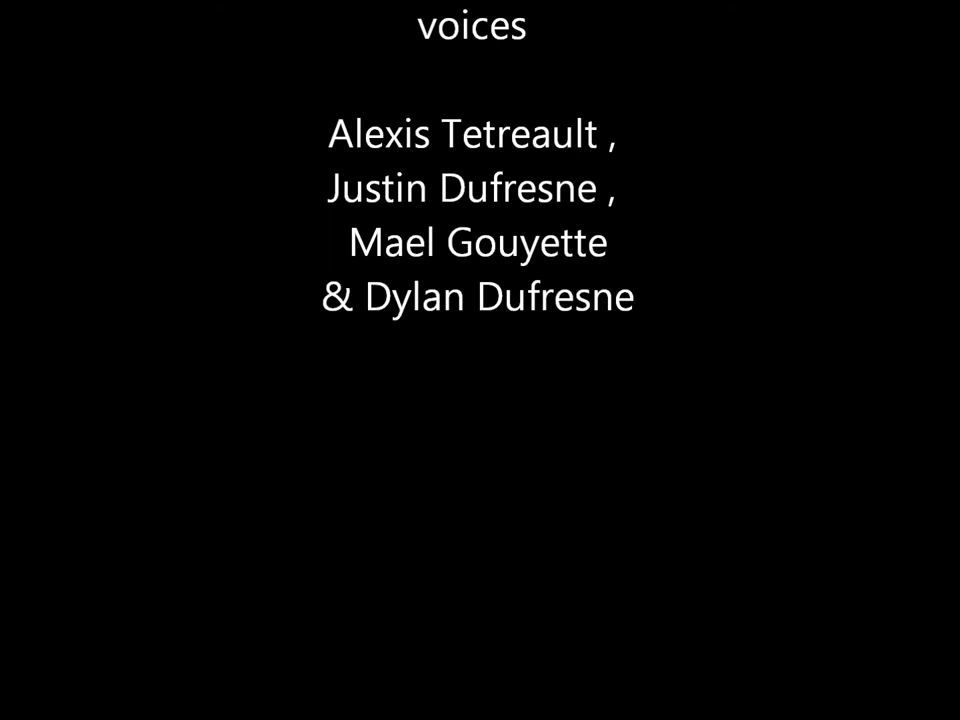 voices
Alexis Tetreault ,
Justin Dufresne ,
Mael Gouyette
& Dylan Dufresne